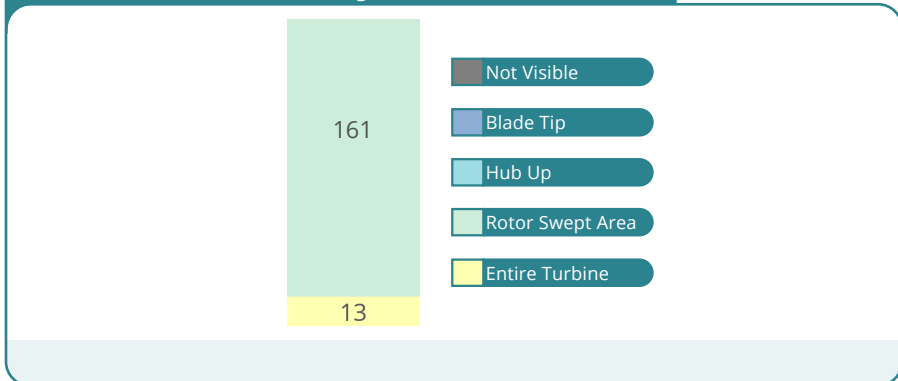 161
Not Visible
Blade Tip
Hub Up
Rotor Swept Area
Entire Turbine
13